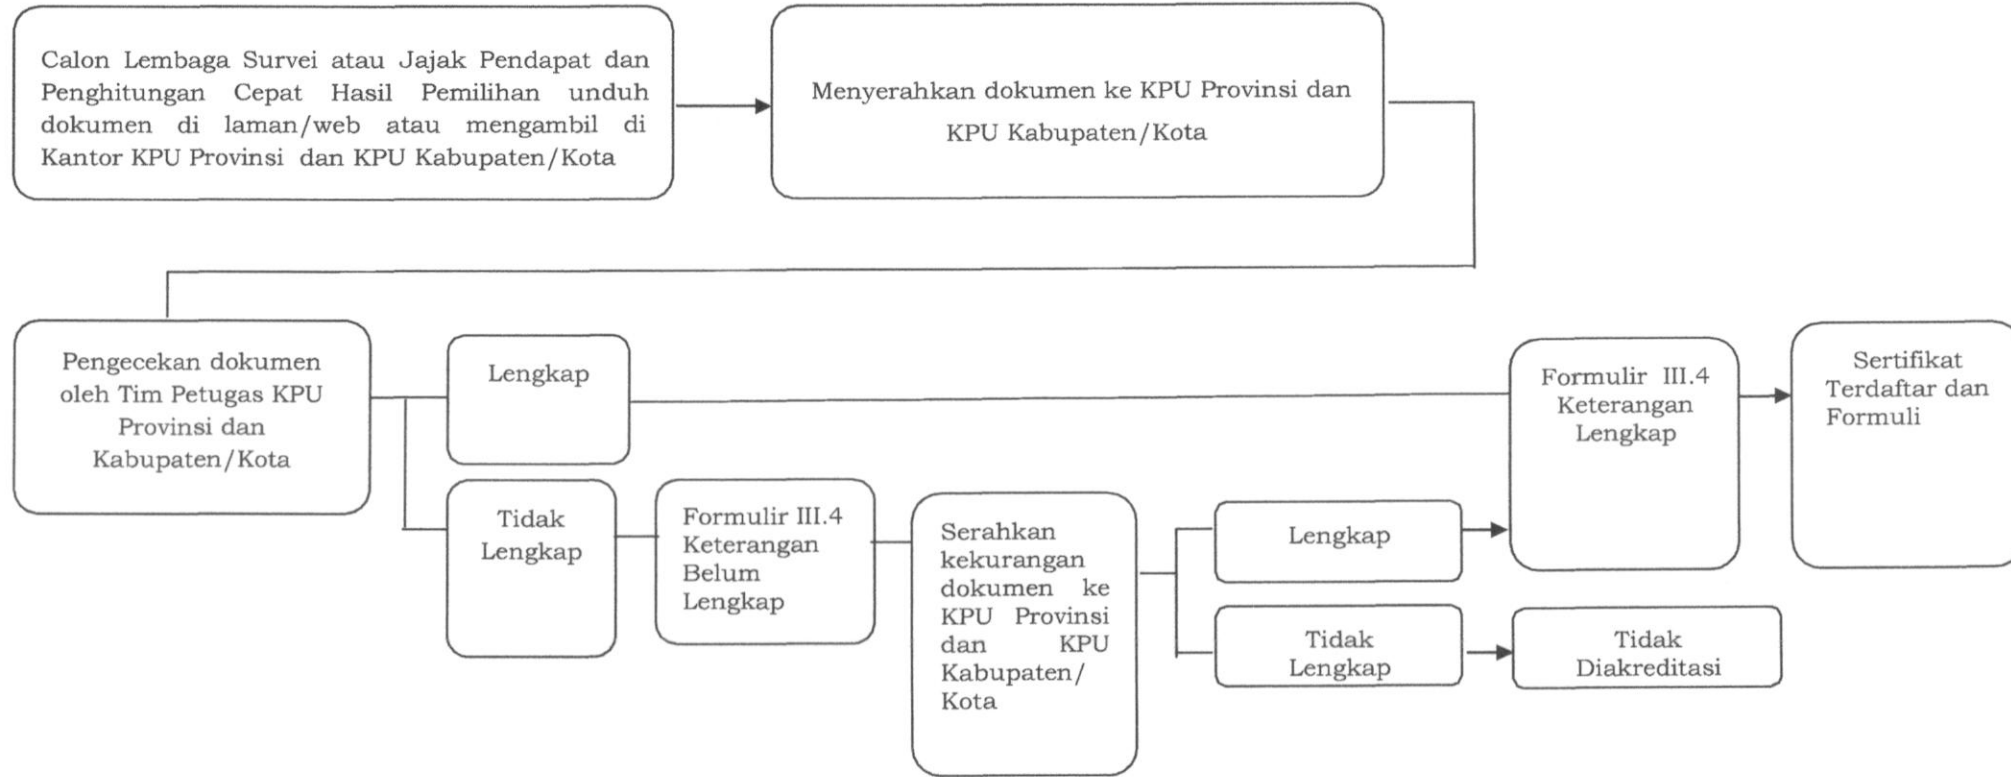 Calon Lembaga Survei atau Jajak Pendapat dan
Penghitungan Cepat Hasil Pemilihan unduh
dokumen di laman/web atau mengambil di
Kantor KPU Provinsi dan KPU Kabupaten/Kota
Menyerahkan dokumen ke KPU Provinsi dan
KPU Kabupaten/Kota
Pengecekan dokumen
oleh Tim Petugas KPU
Provinsi dan
Kabupaten/Kota
Lengkap
Tidak
Lengkap
Formulir III.4
Keterangan
Belum
Lengkap
Serahkan
kekurangan
dokumen ke
KPU Provinsi
dan KPU
Kabupaten/
Kota
Lengkap
Tidak
Lengkap
Formulir III.4
Keterangan
Lengkap
Tidak
Diakreditasi
Sertifikat
Terdaftar dan
Formuli